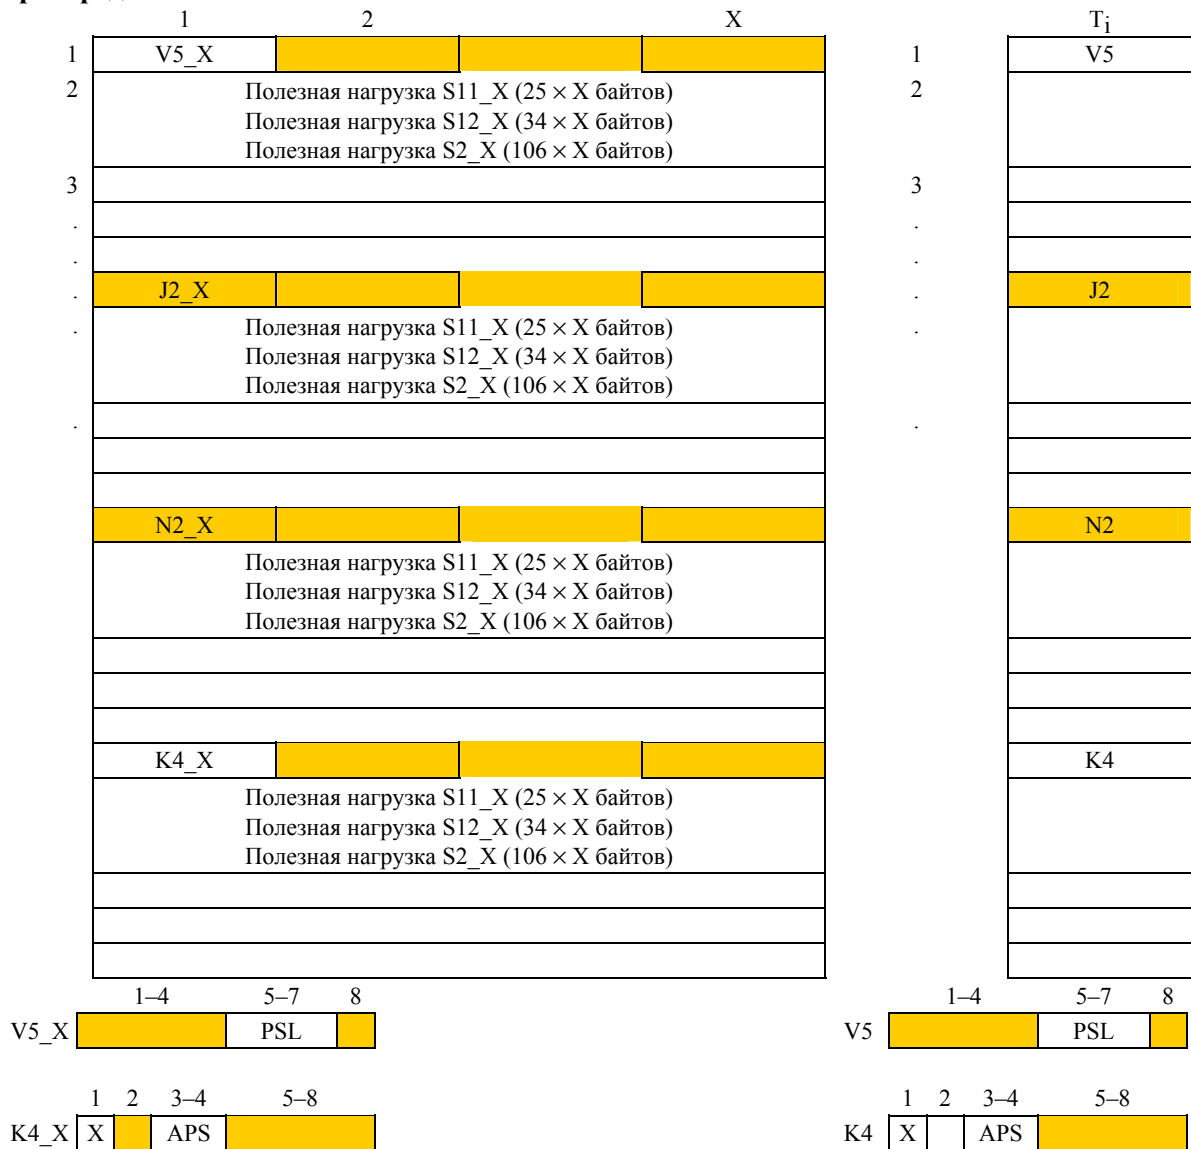 1 2 X Ti
1 V5_X 1 V5
2 Полезная нагрузка S11_X (25 × X байтов) 2
Полезная нагрузка S12_X (34 × X байтов)
Полезная нагрузка S2_X (106 × X байтов)
3 3
. .
. .
. J2_X . J2
. Полезная нагрузка S11_X (25 × X байтов) .
Полезная нагрузка S12_X (34 × X байтов)
Полезная нагрузка S2_X (106 × X байтов)
. .
N2_X N2
Полезная нагрузка S11_X (25 × X байтов)
Полезная нагрузка S12_X (34 × X байтов)
Полезная нагрузка S2_X (106 × X байтов)
K4_X K4
Полезная нагрузка S11_X (25 × X байтов)
Полезная нагрузка S12_X (34 × X байтов)
Полезная нагрузка S2_X (106 × X байтов)
1–4 5–7 8 1–4 5–7 8
V5_X PSL V5 PSL
1 2 3–4 5–8 1 2 3–4 5–8
K4_X X APS K4 X APS